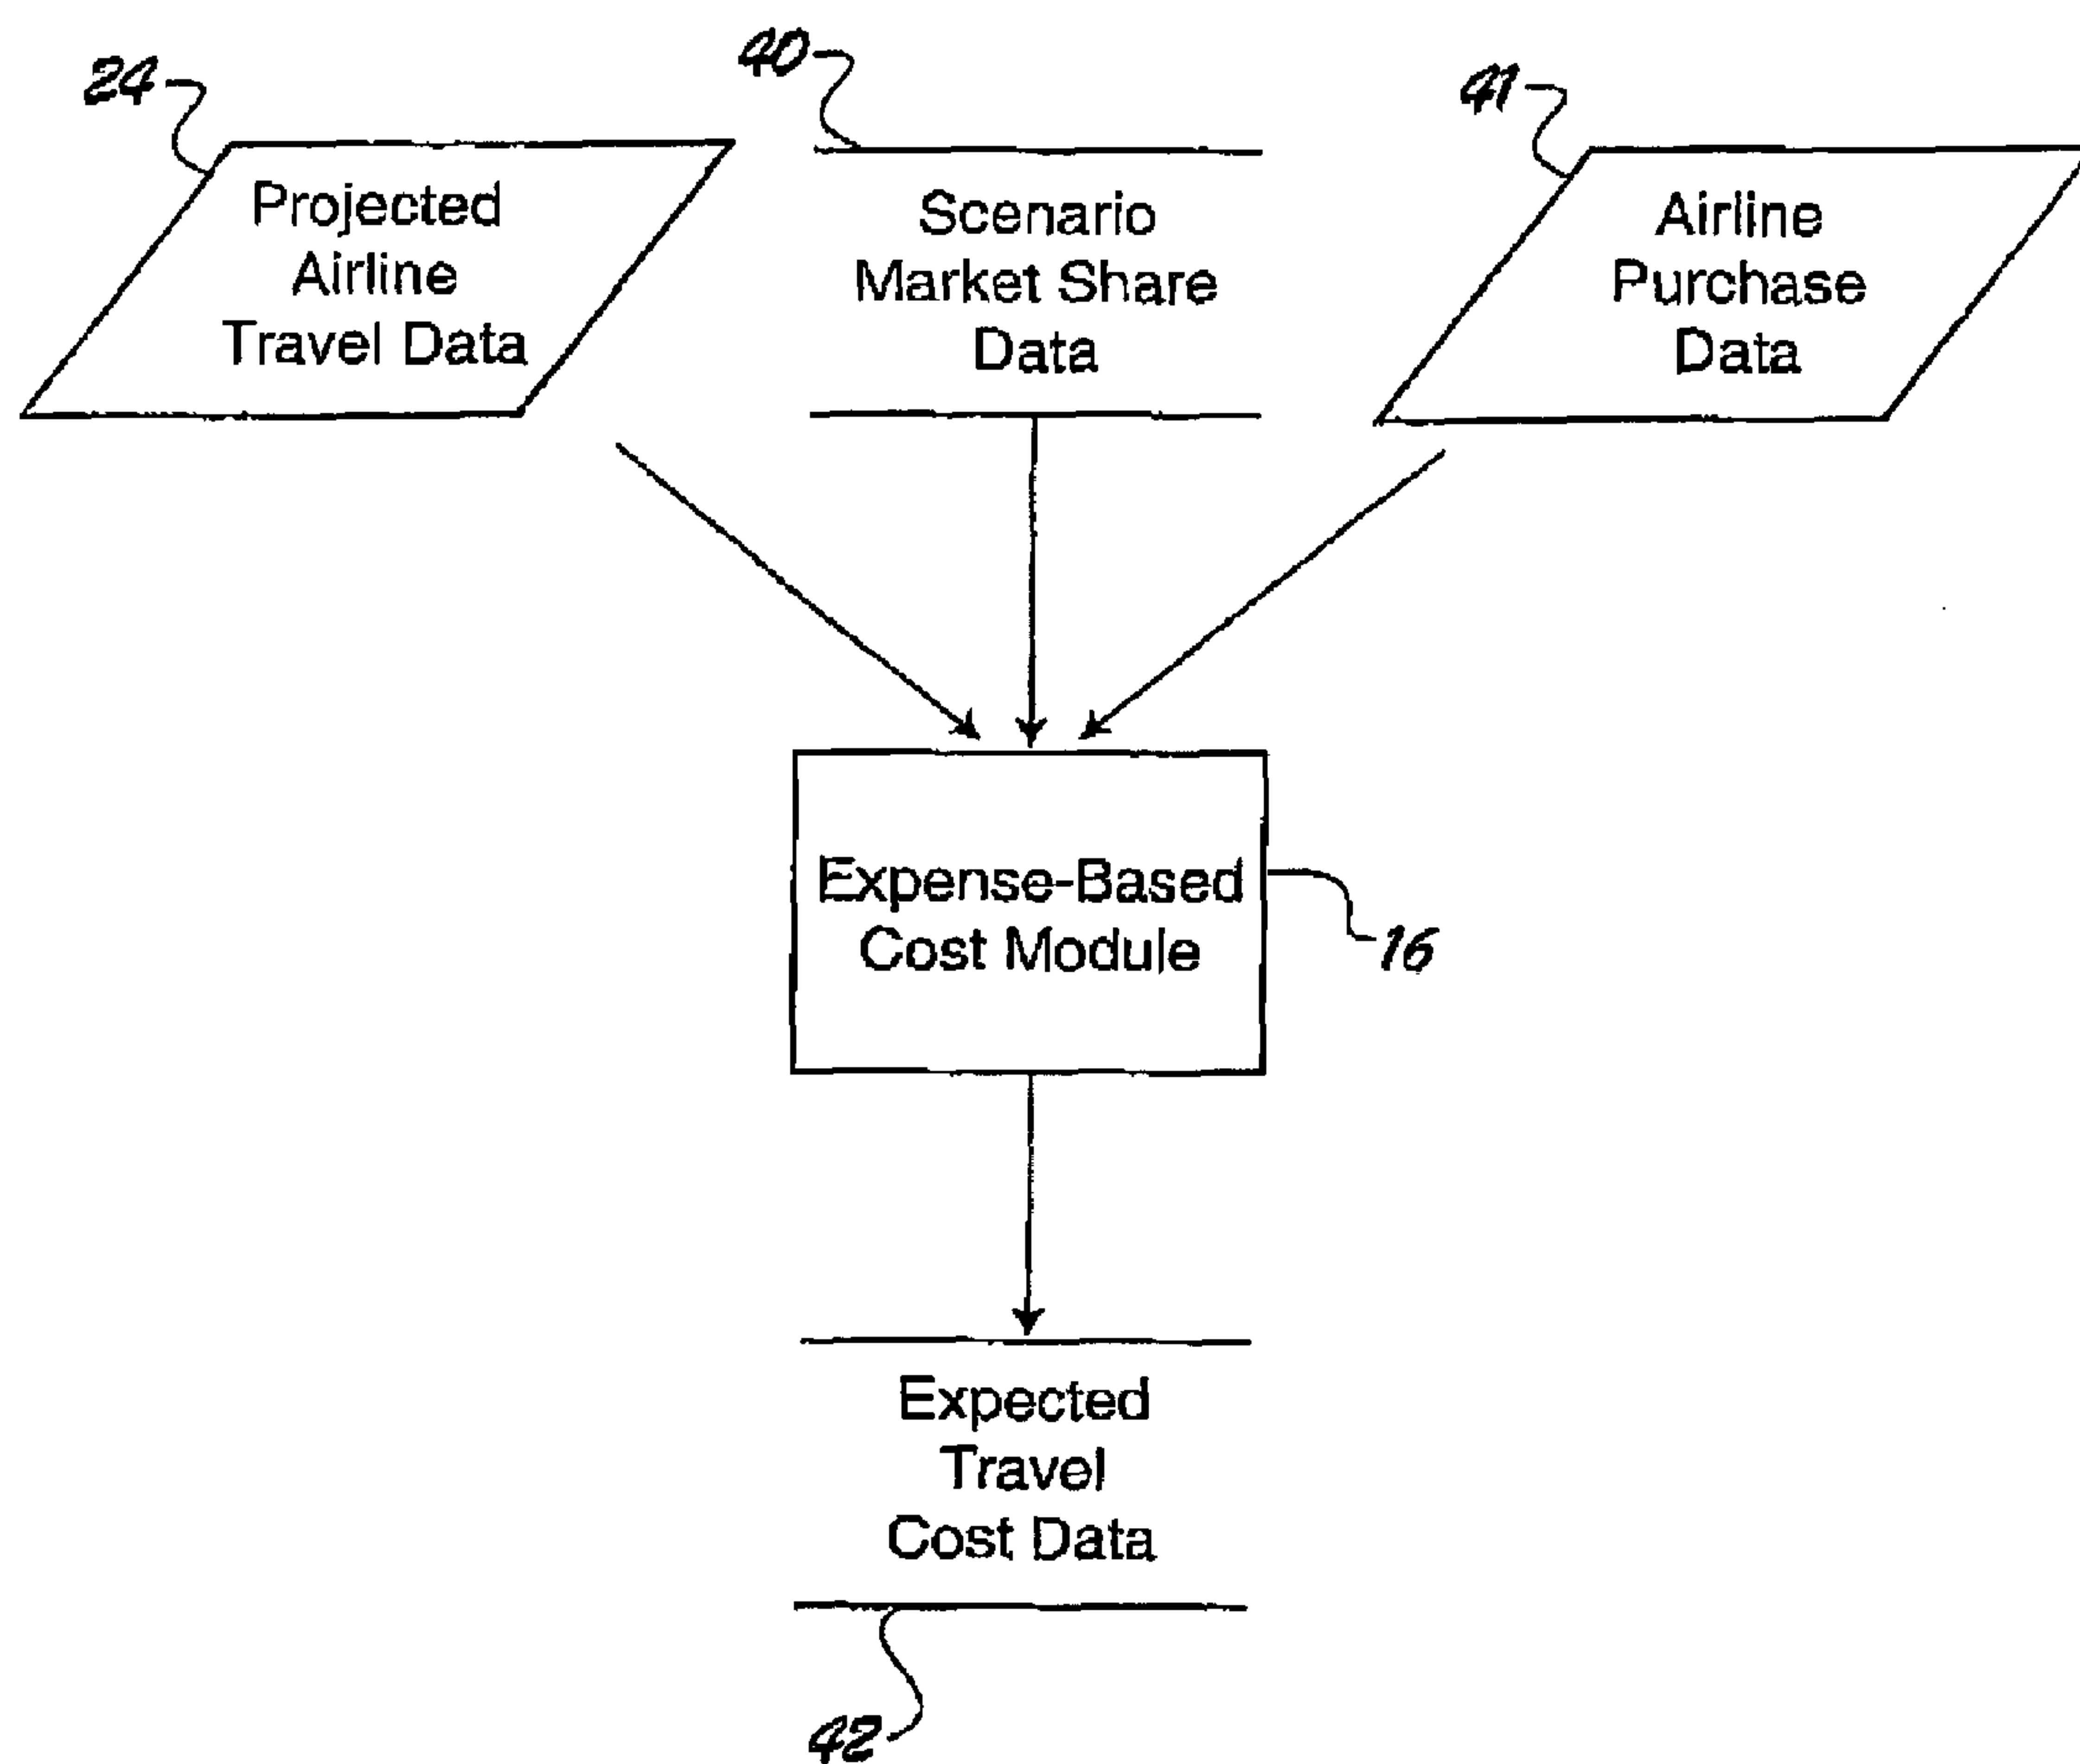 24
40
41
Projected
Airline
Travel Data
Scenario
Market Share
Data
Airline
Purchase
Data
Expense-Based
Cost Module
16
Expected
Travel
Cost Data
42